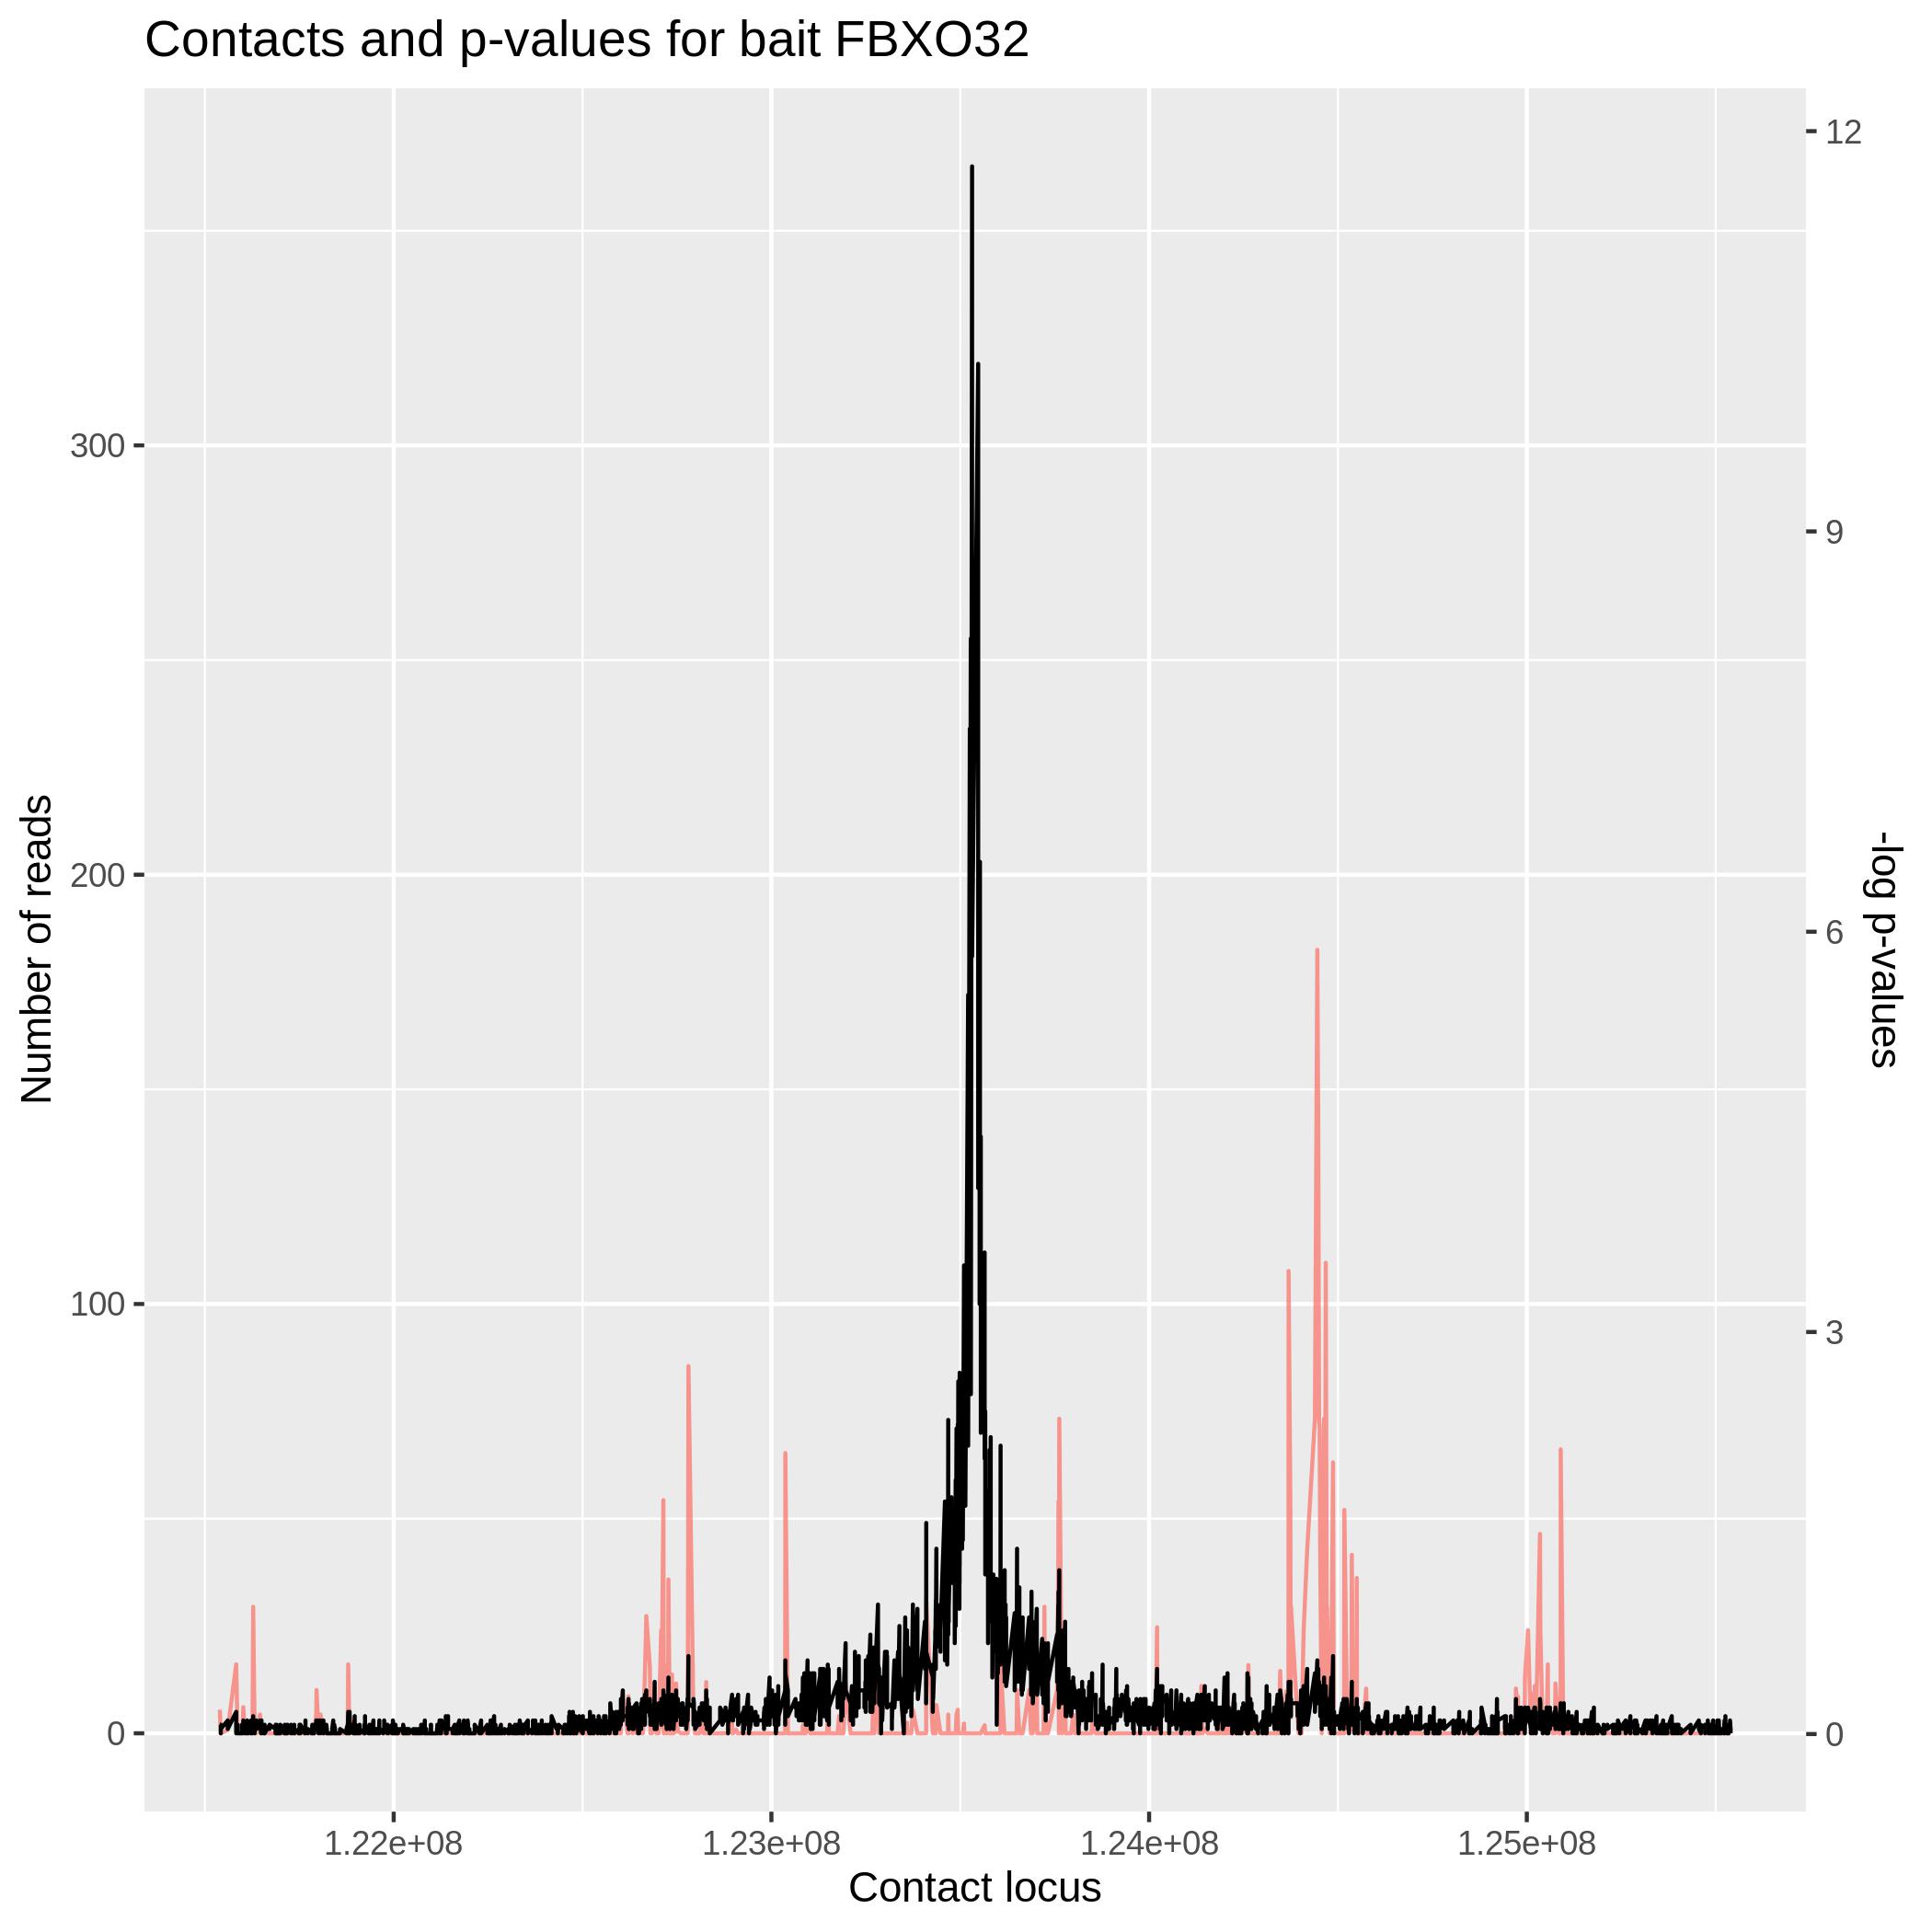 Contacts and p-values for bait FBXO32
Number of reads
300
200
100
0
12
9
6
3
0
-log p-values
1.22e+08
1.23e+08
1.24e+08
1.25e+08
Contact locus